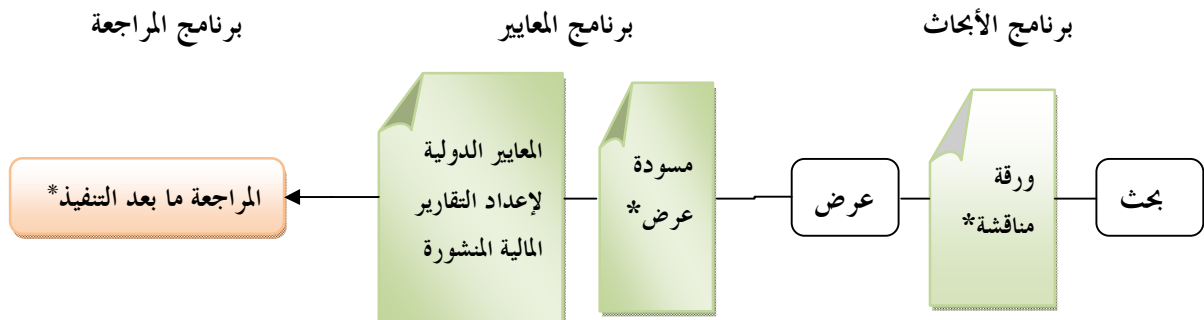 برنامج الأبحاث
برنامج المعايير
برنامج المراجعة
بحث
ورقة
مناقشة*
عرض
مسودة
عرض*
المعايير الدولية
لإعداد التقارير
المالية المنشورة
المراجعة ما بعد التنفيذ*